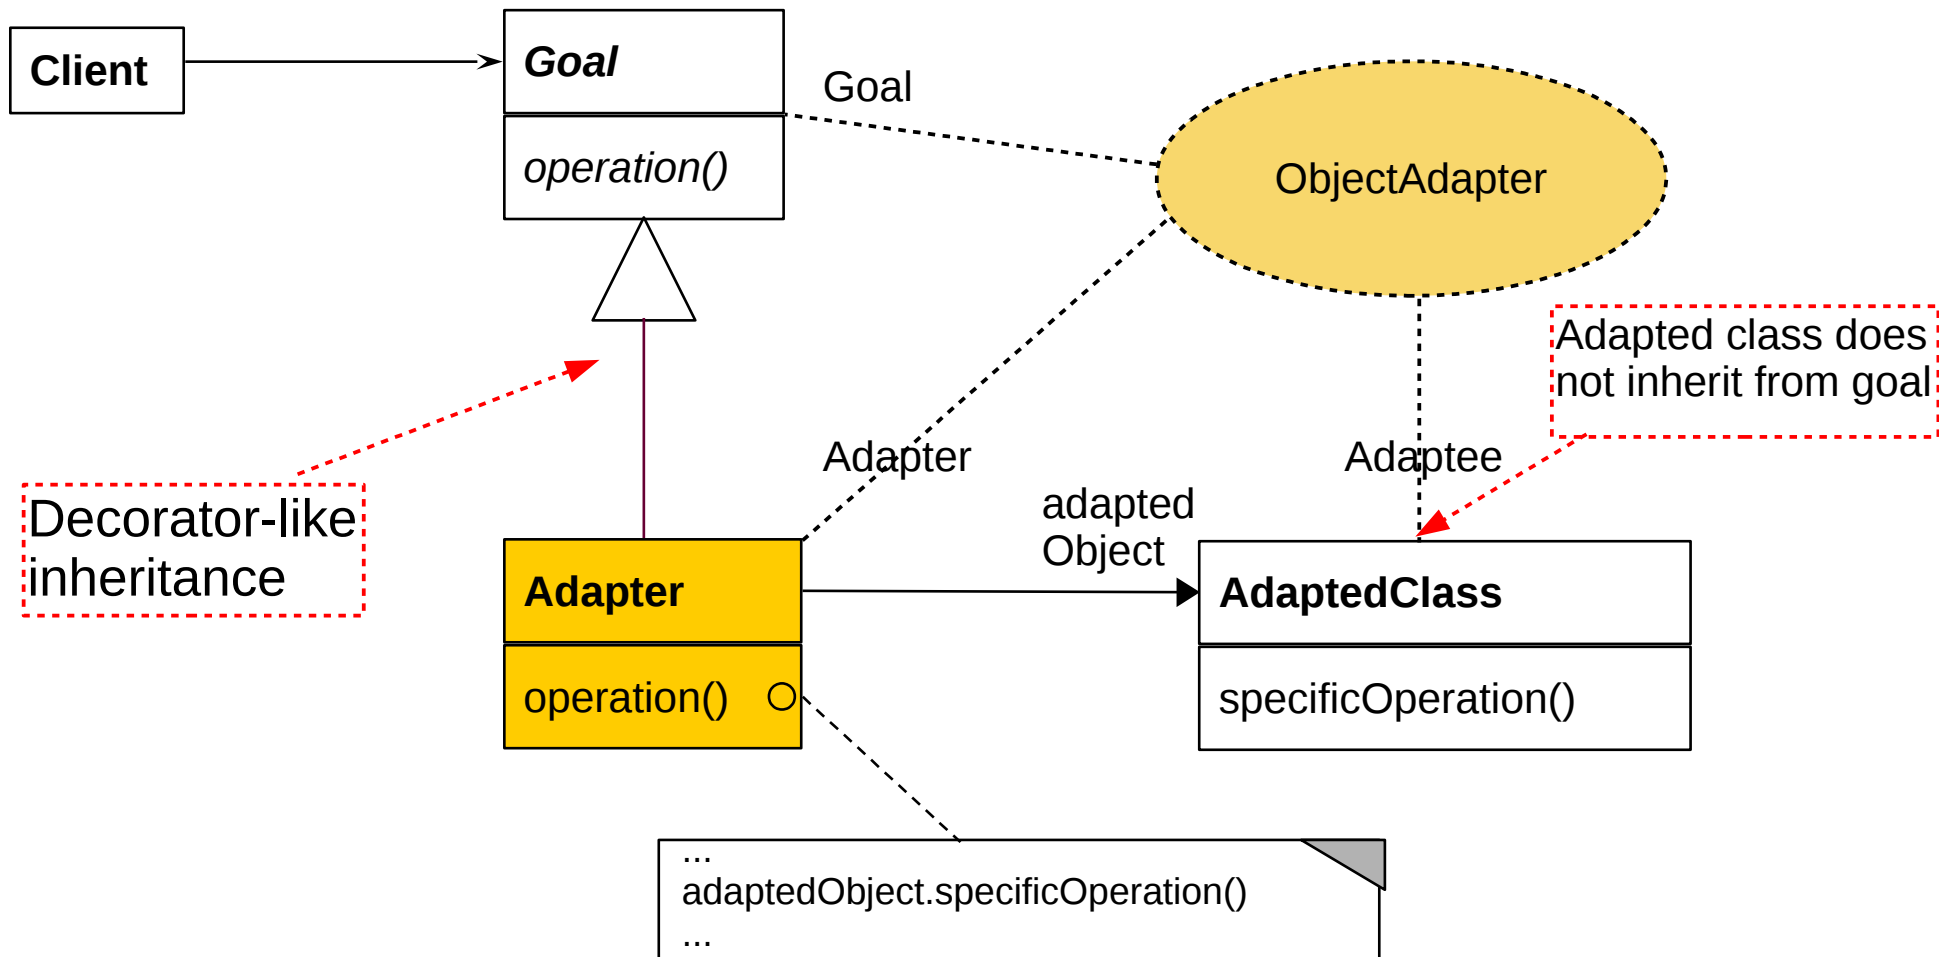 Client
Goal
operation()
Goal
ObjectAdapter
Adapted class does
not inherit from goal
Adapter
Adaptee
Decorator-like
inheritance
adapted
Object
Adapter
operation()
AdaptedClass
specificOperation()
...
adaptedObject.specificOperation()
...